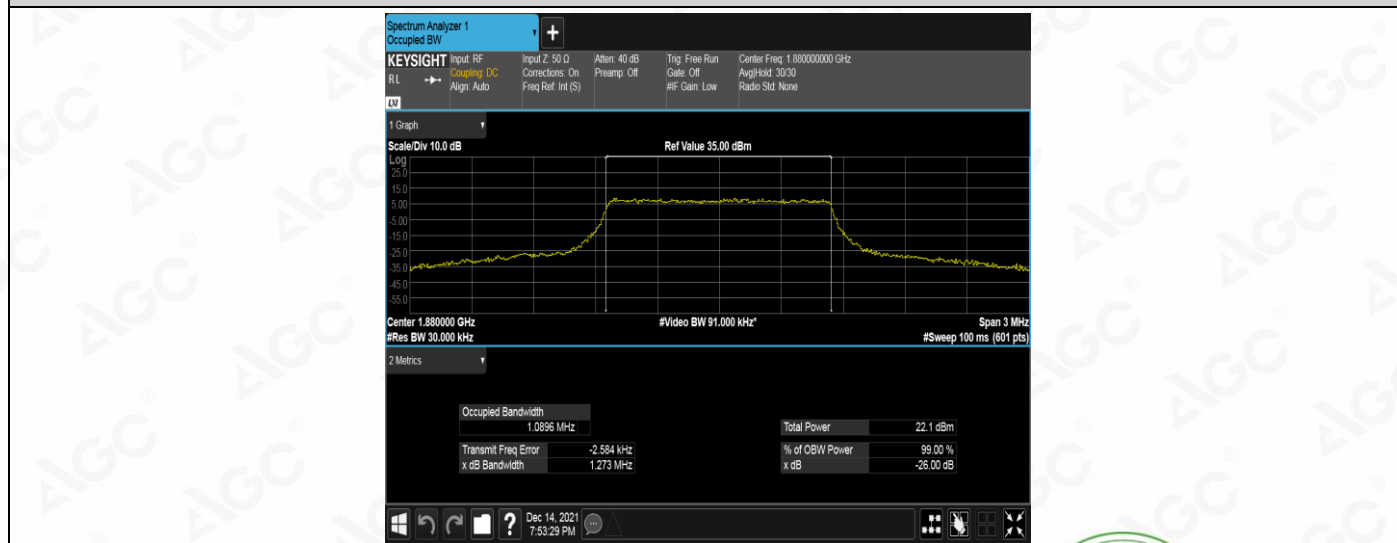 Spectrum Analyzer 1
Occupied BW
+
KEYSIGHT
R L
LXI
Input: RF
Coupling: DC
Align: Auto
Input Z: 50 Ω
Corrections: On
Freq Ref: Int (S)
Atten: 40 dB
Preamp: Off
Trig: Free Run
Gate: Off
#IF Gain: Low
Center Freq: 1.880000000 GHz
Avg|Hold: 30/30
Radio Std: None
1 Graph
Scale/Div 10.0 dB
Ref Value 35.00 dBm
Log
25.0
15.0
5.00
-5.00
-15.0
-25.0
-35.0
-45.0
-55.0
Center 1.880000 GHz
#Video BW 91.000 kHz*
Span 3 MHz
#Res BW 30.000 kHz
#Sweep 100 ms (601 pts)
2 Metrics
Occupied Bandwidth
1.0896 MHz
Transmit Freq Error -2.584 kHz
x dB Bandwidth 1.273 MHz
Total Power 22.1 dBm
% of OBW Power 99.00 %
x dB -26.00 dB
?
Dec 14, 2021
7:53:29 PM
AGC